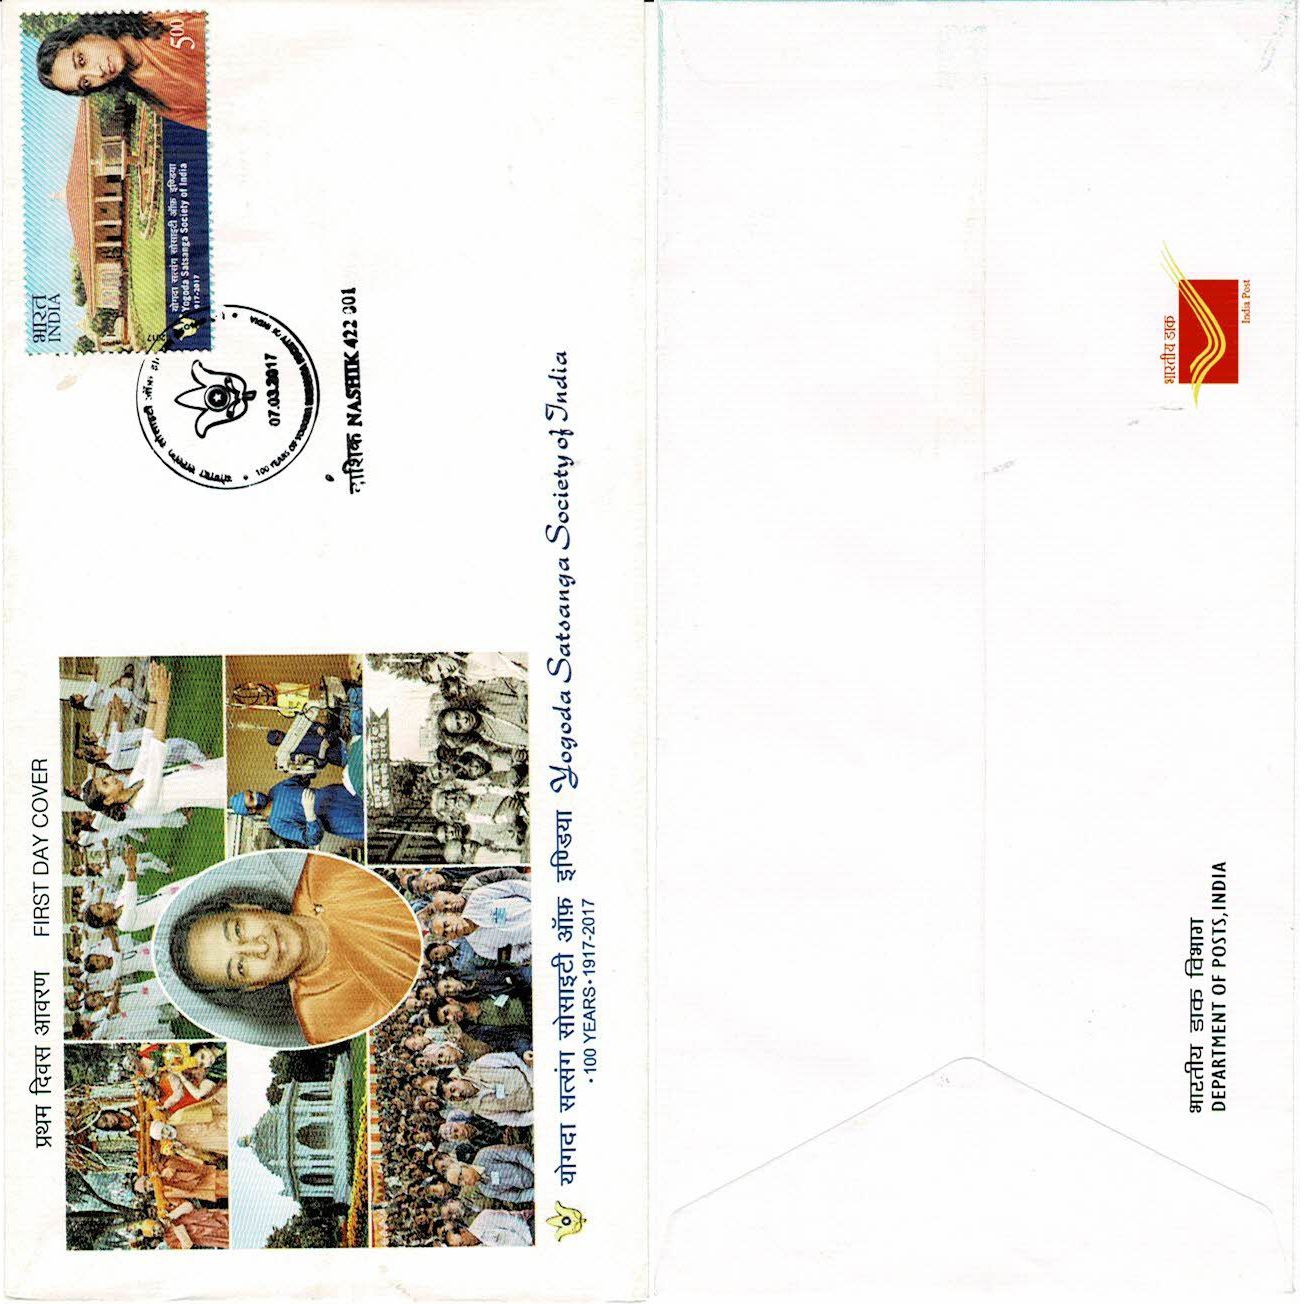 प्रथम दिवस आवरण FIRST DAY COVER
भारत
INDIA
योगदा सत्संग सोसाइटी ऑफ़ इण्डिया
Yogoda Satsanga Society of India
1917-2017
5.00
योगदा सत्संग सोसाइटी ऑफ़
07.03.2017
100 YEARS OF YOGODA SATSANGA SOCIETY OF INDIA
नाशिक NASHIK 422 001
योगदा सत्संग सोसाइटी ऑफ़ इण्डिया Yogoda Satsanga Society of India
•100 YEARS•1917-2017
भारतीय डाक विभाग
DEPARTMENT OF POSTS, INDIA
भारतीय डाक
India Post